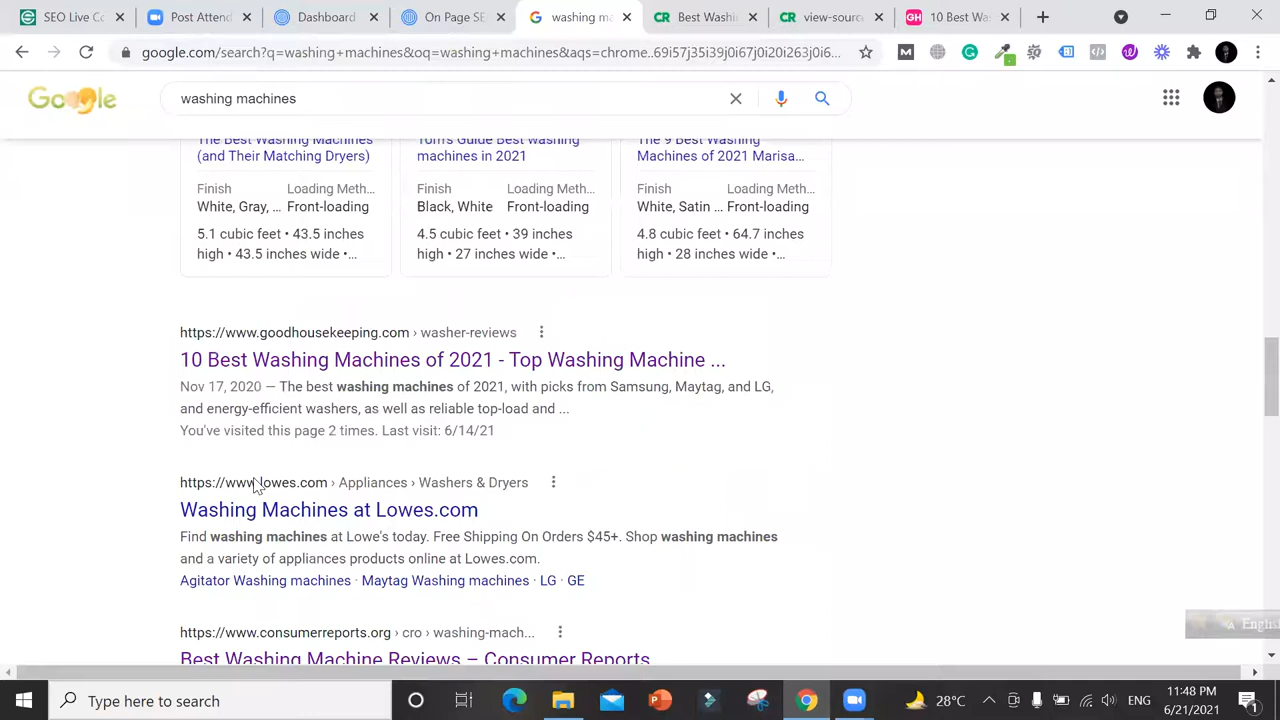 SEO Live Co
Post Attend
Dashboard
On Page SE
washing ma
Best Washi
view-sourc
10 Best Was
google.com/search?q=washing+machines&oq=washing+machines&aqs=chrome..69i57j35i39j0i67j0i20i263j0i6...
Google
washing machines
The Best Washing Machines
(and Their Matching Dryers)
Finish Loading Meth...
White, Gray, ... Front-loading
5.1 cubic feet • 43.5 inches
high • 43.5 inches wide •...
Tom's Guide Best washing
machines in 2021
Finish Loading Meth...
Black, White Front-loading
4.5 cubic feet • 39 inches
high • 27 inches wide •...
The 9 Best Washing
Machines of 2021 Marisa...
Finish Loading Meth...
White, Satin ... Front-loading
4.8 cubic feet • 64.7 inches
high • 28 inches wide •...
https://www.goodhousekeeping.com › washer-reviews
10 Best Washing Machines of 2021 - Top Washing Machine ...
Nov 17, 2020 — The best washing machines of 2021, with picks from Samsung, Maytag, and LG,
and energy-efficient washers, as well as reliable top-load and ...
You've visited this page 2 times. Last visit: 6/14/21
https://www.lowes.com › Appliances › Washers & Dryers
Washing Machines at Lowes.com
Find washing machines at Lowe's today. Free Shipping On Orders $45+. Shop washing machines
and a variety of appliances products online at Lowes.com.
Agitator Washing machines · Maytag Washing machines · LG · GE
https://www.consumerreports.org › cro › washing-mach...
Best Washing Machine Reviews – Consumer Reports
Englis
Type here to search
28°C
ENG
11:48 PM
6/21/2021